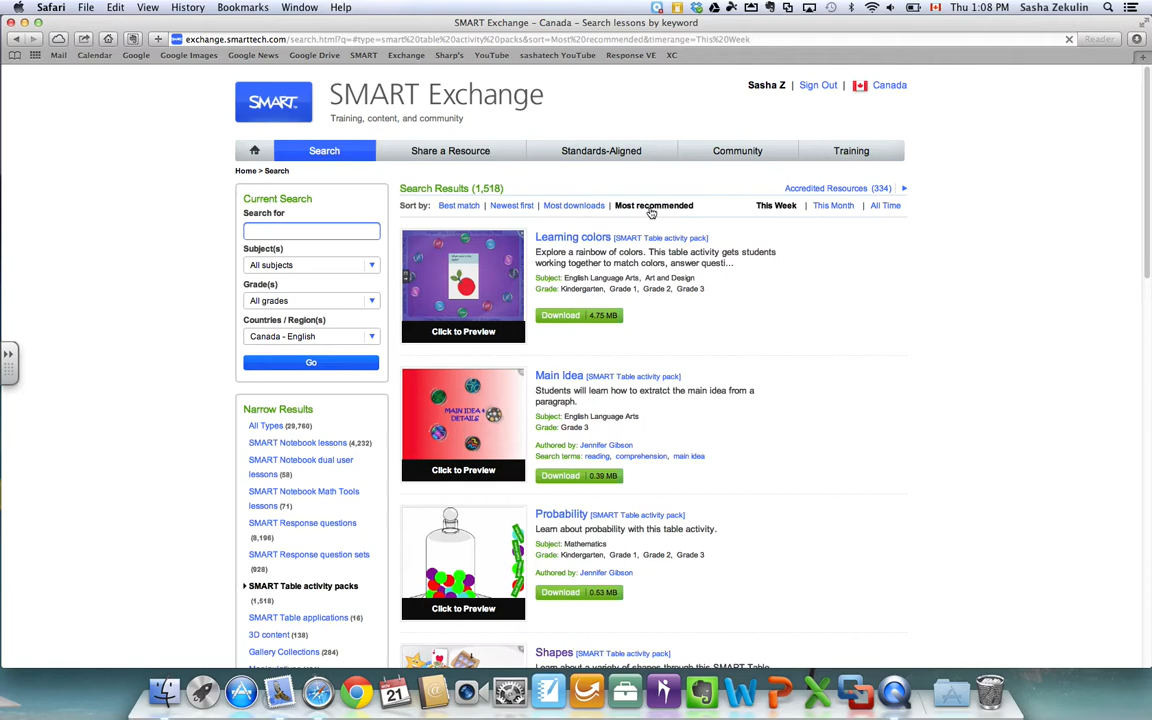 Safari File Edit View History Bookmarks Window Help Thu 1:08 PM Sasha Zekulin
SMART Exchange - Canada - Search lessons by keyword
exchange.smarttech.com/search.html?q=#type=smart%20table%20activity%20packs&sort=Most%20recommended&timerange=This%20Week Reader
Mail Calendar Google Google Images Google News Google Drive SMART Exchange Sharp's YouTube sashatech YouTube Response VE XC
SMART SMART Exchange
Training, content, and community
Sasha Z | Sign Out | Canada
Search Share a Resource Standards-Aligned Community Training
Home > Search
Current Search
Search for
Subject(s)
All subjects
Grade(s)
All grades
Countries / Region(s)
Canada - English
Go
Narrow Results
All Types (29,760)
SMART Notebook lessons (4,232)
SMART Notebook dual user
lessons (58)
SMART Notebook Math Tools
lessons (71)
SMART Response questions
(8,196)
SMART Response question sets
(928)
SMART Table activity packs
(1,518)
SMART Table applications (16)
3D content (138)
Gallery Collections (284)
Search Results (1,518) Accredited Resources (334)
Sort by: Best match | Newest first | Most downloads | Most recommended This Week | This Month | All Time
Click to Preview
Learning colors [SMART Table activity pack]
Explore a rainbow of colors. This table activity gets students
working together to match colors, answer questi...
Subject: English Language Arts, Art and Design
Grade: Kindergarten, Grade 1, Grade 2, Grade 3
Download 4.75 MB
MAIN IDEA &
DETAILS
Click to Preview
Main Idea [SMART Table activity pack]
Students will learn how to extratct the main idea from a
paragraph.
Subject: English Language Arts
Grade: Grade 3
Authored by: Jennifer Gibson
Search terms: reading, comprehension, main idea
Download 0.39 MB
Click to Preview
Probability [SMART Table activity pack]
Learn about probability with this table activity.
Subject: Mathematics
Grade: Kindergarten, Grade 1, Grade 2, Grade 3
Authored by: Jennifer Gibson
Download 0.53 MB
Shapes [SMART Table activity pack]
Learn about a variety of shapes through this SMART Table
NOV
21